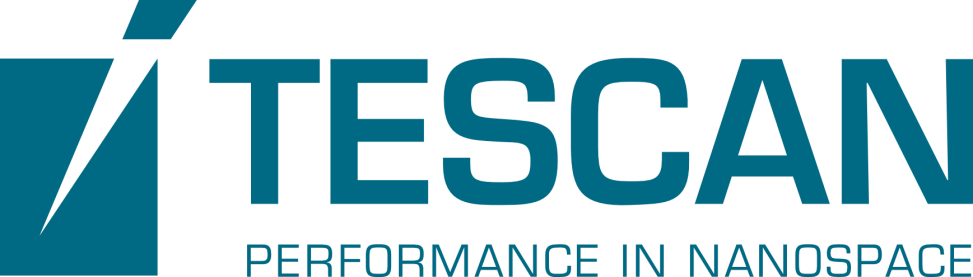 TESCAN
PERFORMANCE IN NANOSPACE